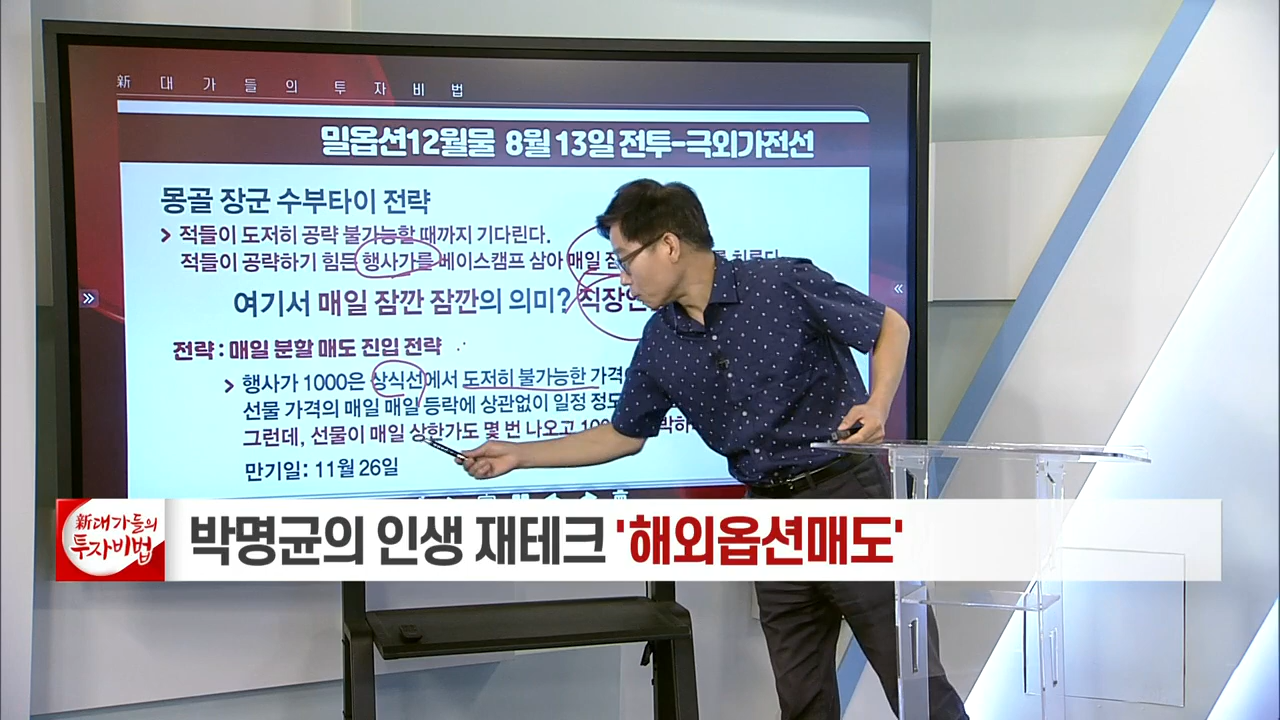 新 대 가 들 의 투 자 비 법
밀옵션12월물 8월 13일 전투-극외가전선
몽골 장군 수부타이 전략
적들이 도저히 공략 불가능할 때까지 기다린다.
적들이 공략하기 힘든 행사가를 베이스캠프 삼아 매일
여기서 매일 잠깐 잠깐의 의미?
전략 : 매일 분할 매도 진입 전략
행사가 1000은 상식선에서 도저히 불가능한
선물 가격의 매일 매일 등락에 상관없이 일정
그런데, 선물이 매일 상한가도 몇 번 나오고
만기일: 11월 26일
新대가들의
투자비법
박명균의 인생 재테크 '해외옵션매도'